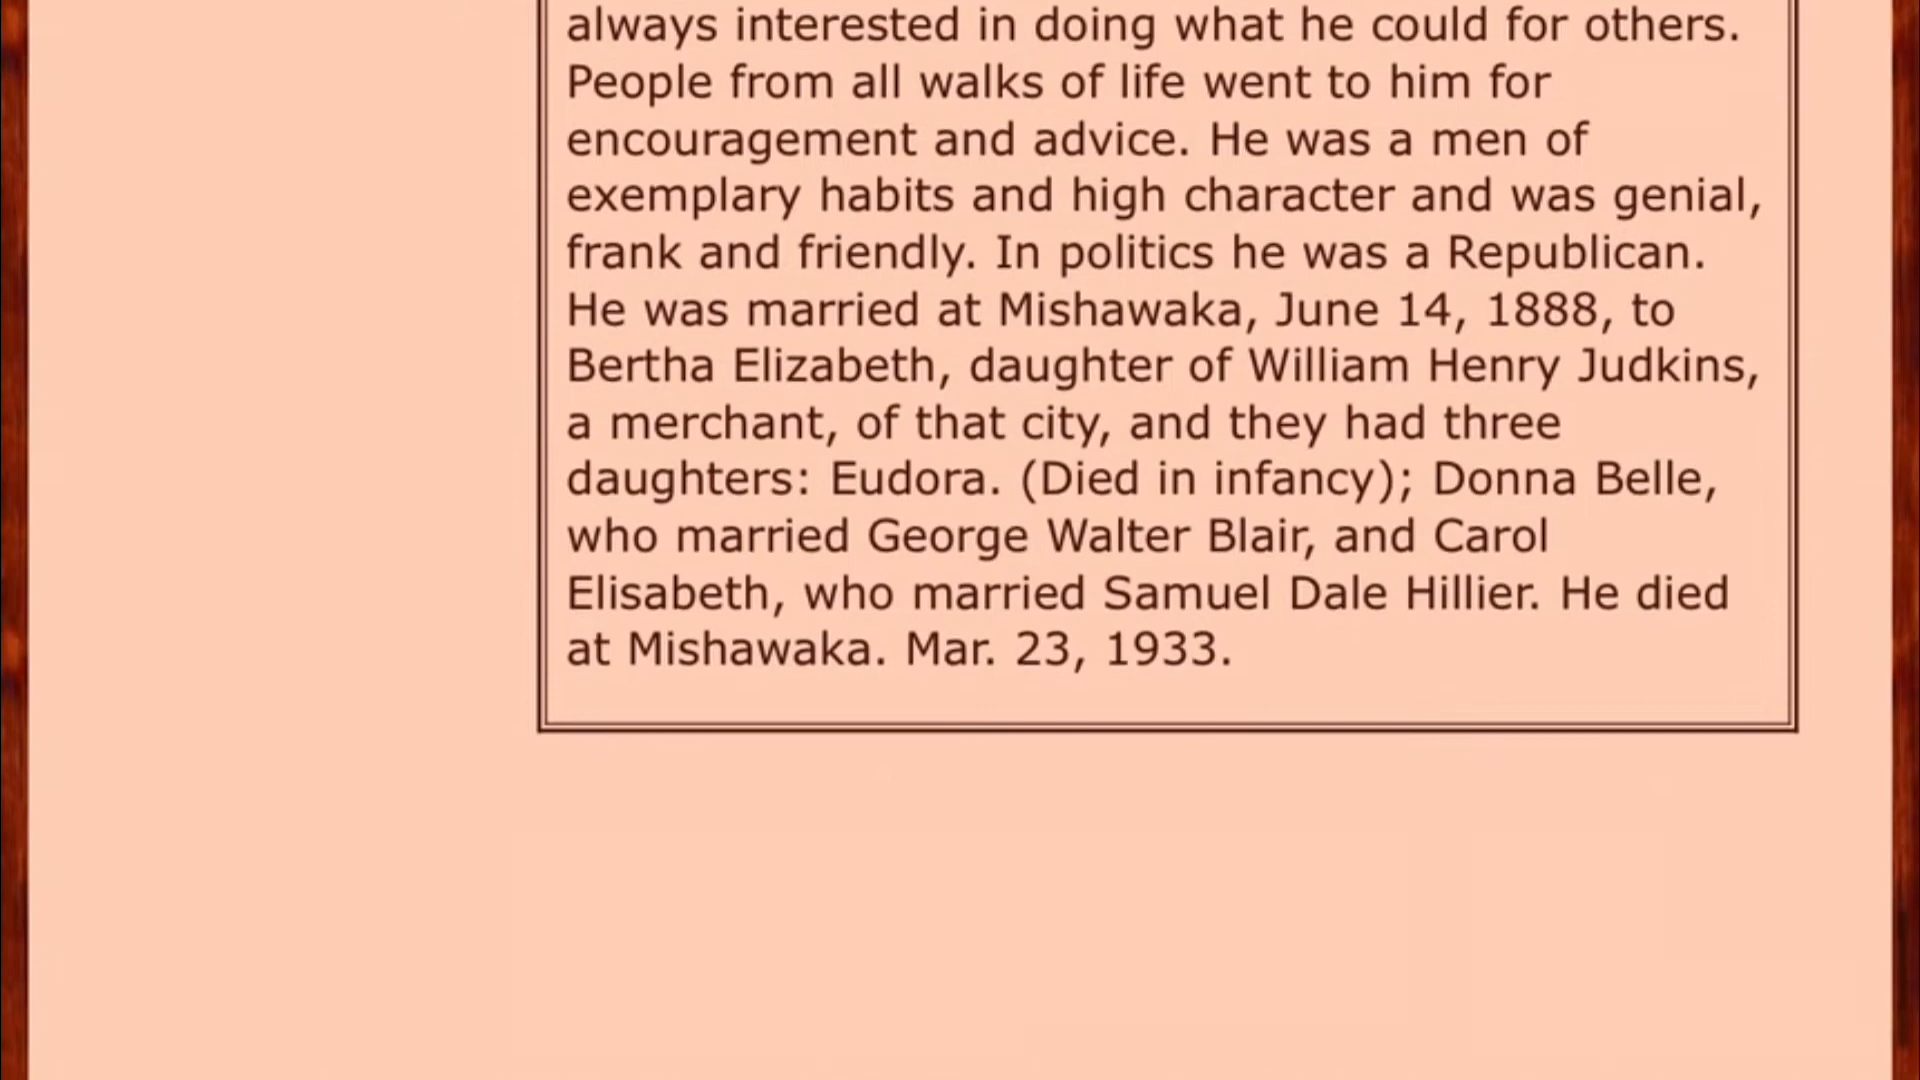 always interested in doing what he could for others.
People from all walks of life went to him for
encouragement and advice. He was a men of
exemplary habits and high character and was genial,
frank and friendly. In politics he was a Republican.
He was married at Mishawaka, June 14, 1888, to
Bertha Elizabeth, daughter of William Henry Judkins,
a merchant, of that city, and they had three
daughters: Eudora. (Died in infancy); Donna Belle,
who married George Walter Blair, and Carol
Elisabeth, who married Samuel Dale Hillier. He died
at Mishawaka. Mar. 23, 1933.